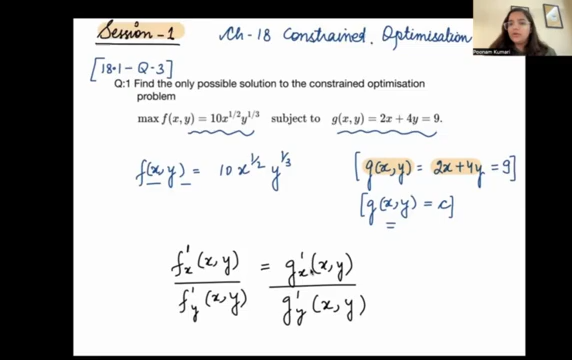 Session - 1 Ch-18 Constrained. Optimisation
Poonam Kumari
[18.1 - Q-3]
Q:1 Find the only possible solution to the constrained optimisation
problem
max f(x, y) = 10x^{1/2}y^{1/3} subject to g(x, y) = 2x + 4y = 9.
f(x,y) = 10 x^{1/2} y^{1/3} [g(x,y) = 2x+4y = 9]
[g(x,y) = c]
f'_x (x,y) / f'_y (x,y) = g'_x (x,y) / g'_y (x,y)